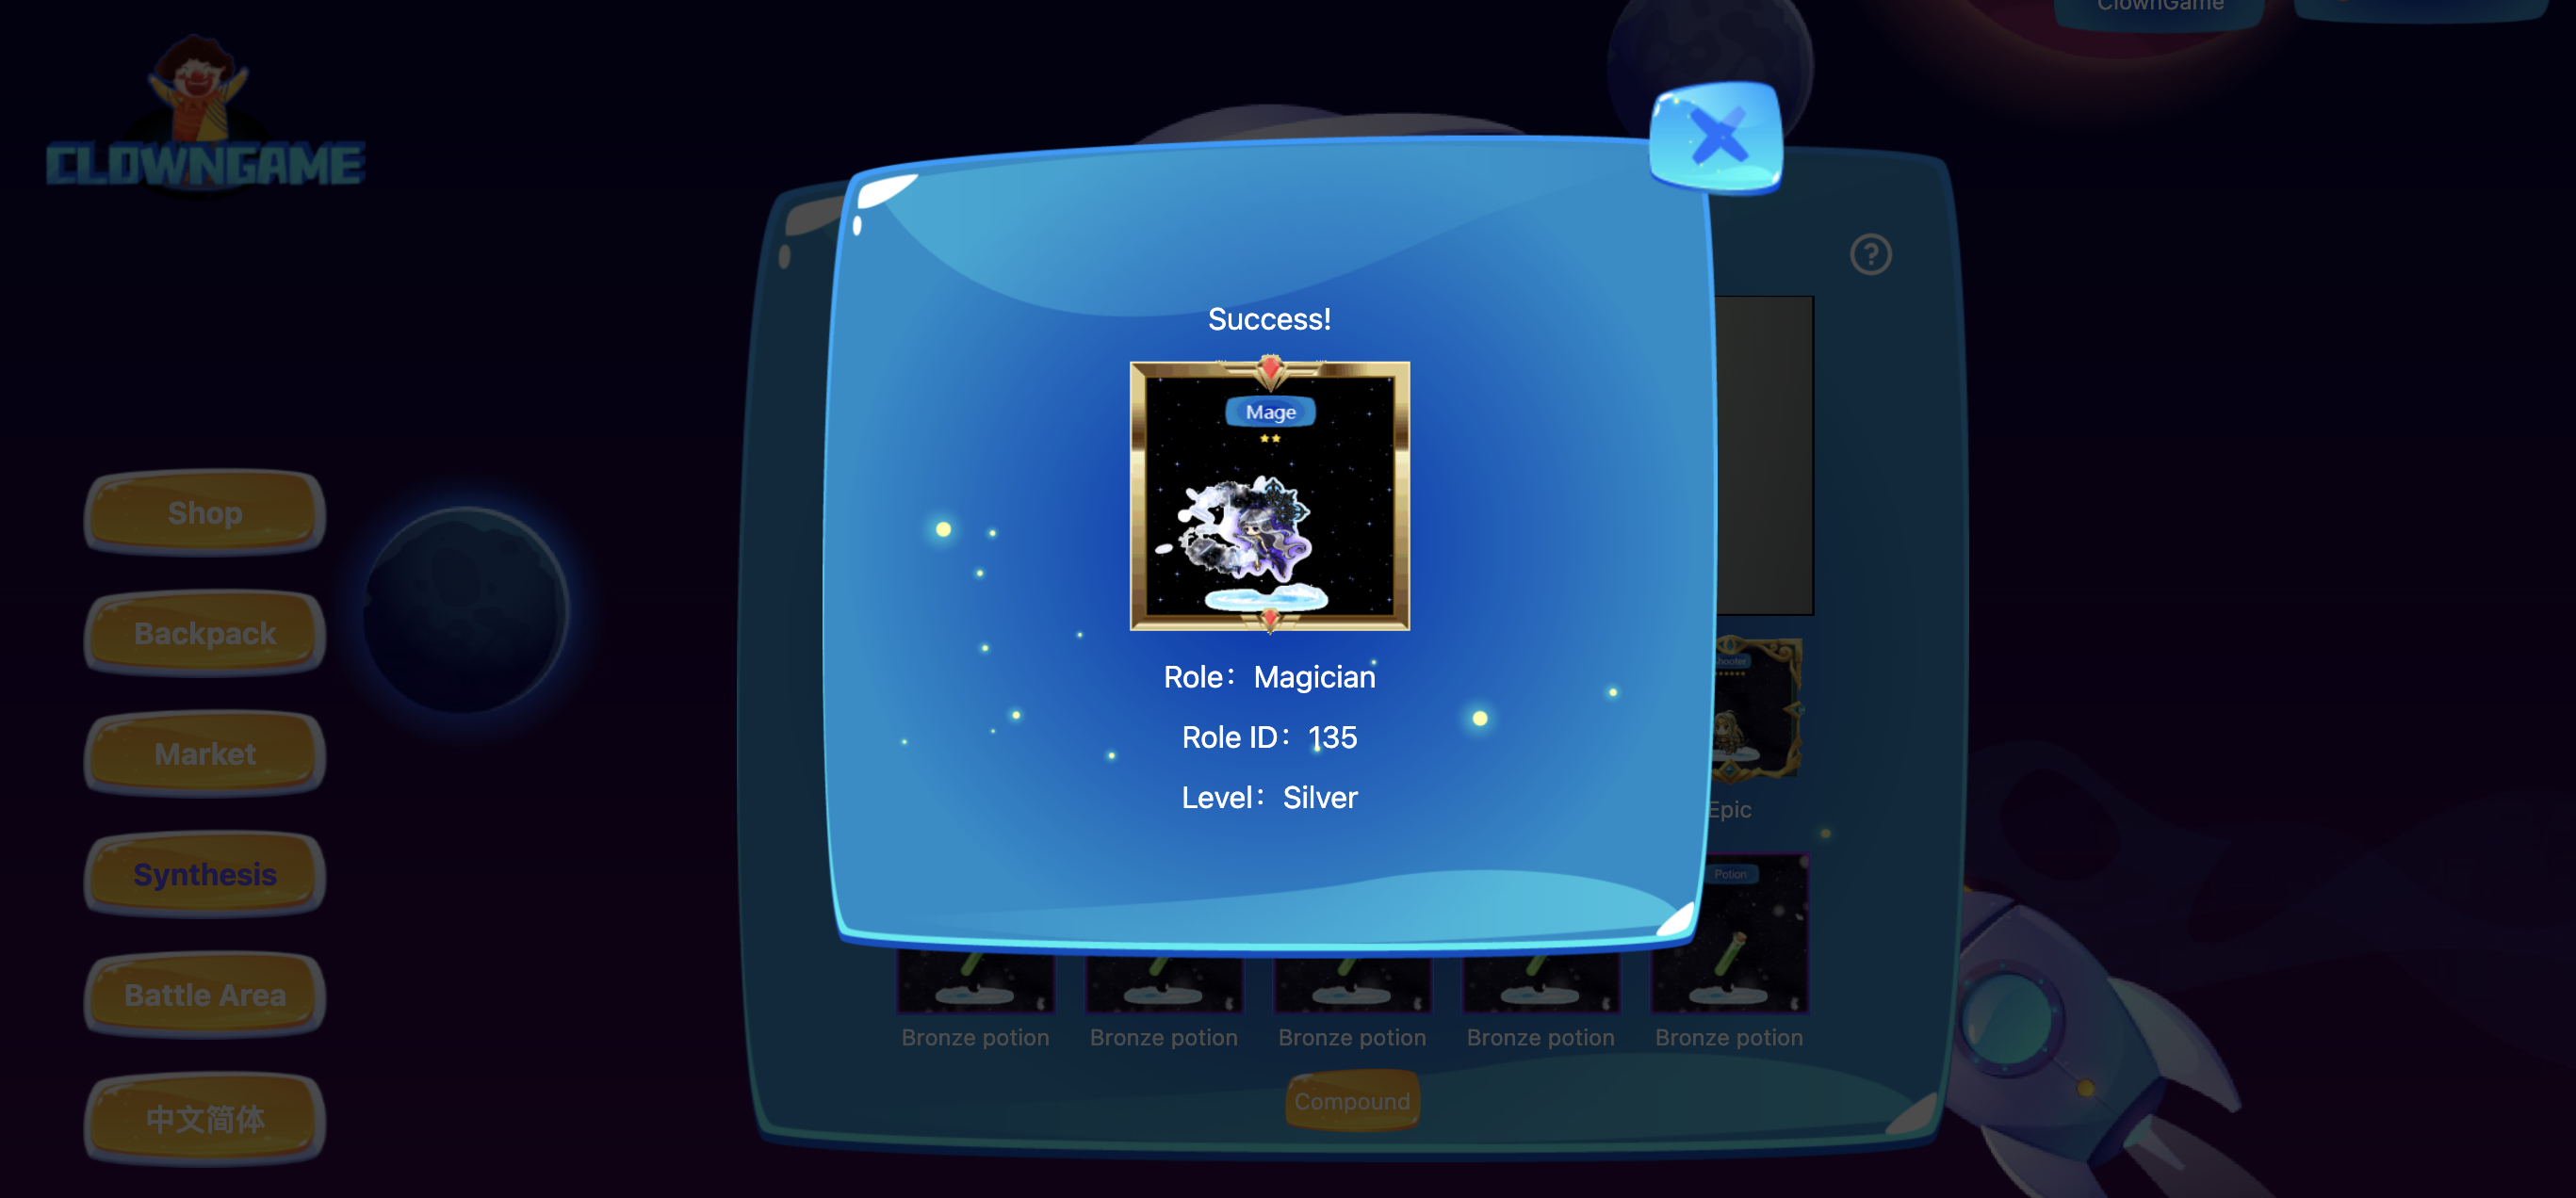 ClownGame
CLOWNGAME
Success!
Mage
Role： Magician
Role ID： 135
Level： Silver
Shop
Backpack
Market
Synthesis
Battle Area
中文简体
?
Shooter
Epic
Potion
Bronze potion
Bronze potion
Bronze potion
Bronze potion
Bronze potion
Compound